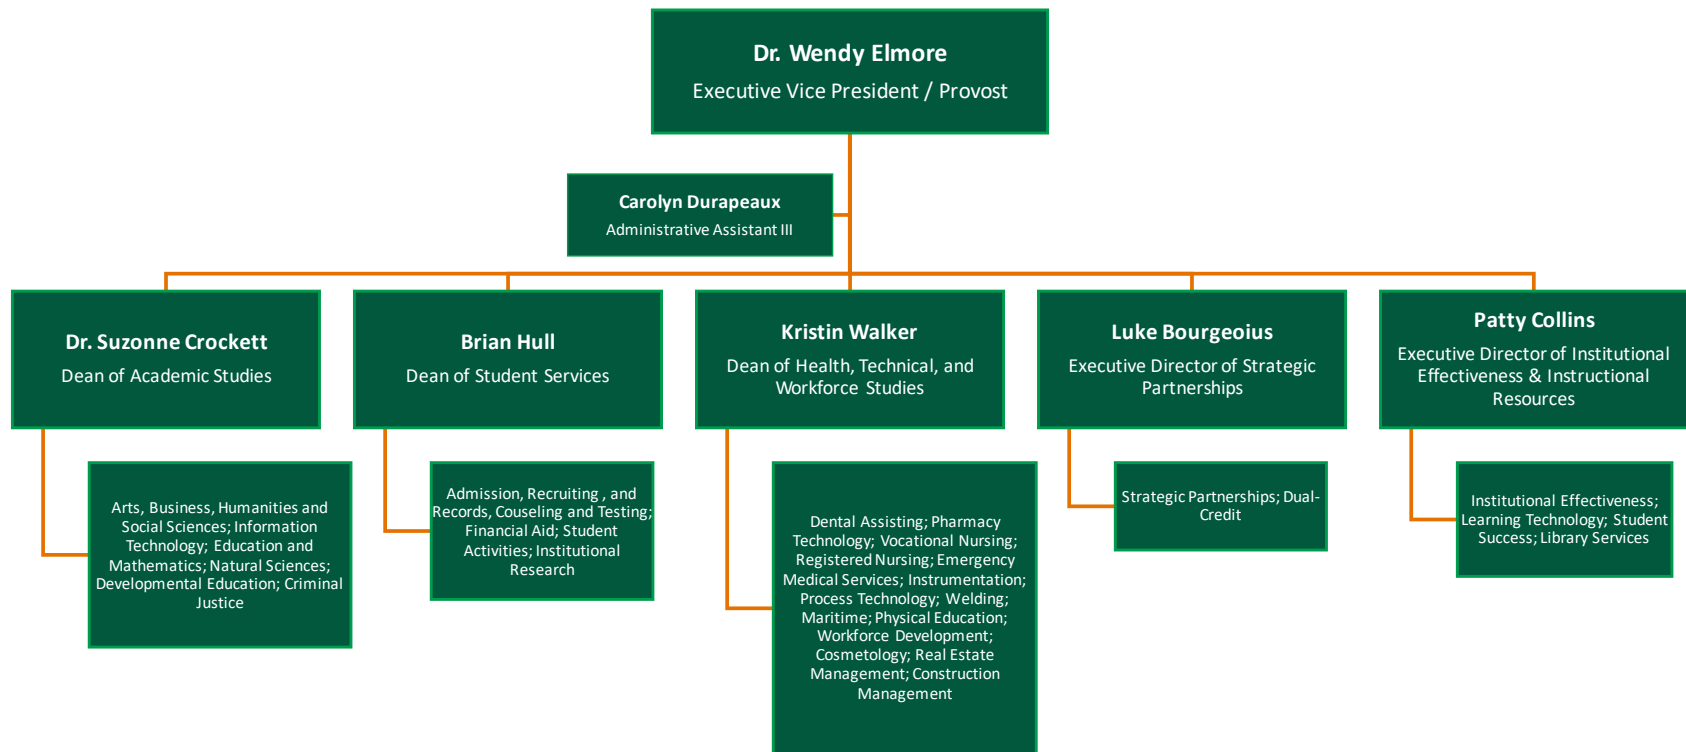 Dr. Wendy Elmore
Executive Vice President / Provost
Carolyn Durapeaux
Administrative Assistant III
Dr. Suzonne Crockett
Dean of Academic Studies
Brian Hull
Dean of Student Services
Kristin Walker
Dean of Health, Technical, and
Workforce Studies
Luke Bourgeoius
Executive Director of Strategic
Partnerships
Patty Collins
Executive Director of Institutional
Effectiveness & Instructional
Resources
Arts, Business, Humanities and
Social Sciences; Information
Technology; Education and
Mathematics; Natural Sciences;
Developmental Education; Criminal
Justice
Admission, Recruiting , and
Records, Couseling and Testing;
Financial Aid; Student
Activities; Institutional
Research
Dental Assisting; Pharmacy
Technology; Vocational Nursing;
Registered Nursing; Emergency
Medical Services; Instrumentation;
Process Technology; Welding;
Maritime; Physical Education;
Workforce Development;
Cosmetology; Real Estate
Management; Construction
Management
Strategic Partnerships; Dual-
Credit
Institutional Effectiveness;
Learning Technology; Student
Success; Library Services